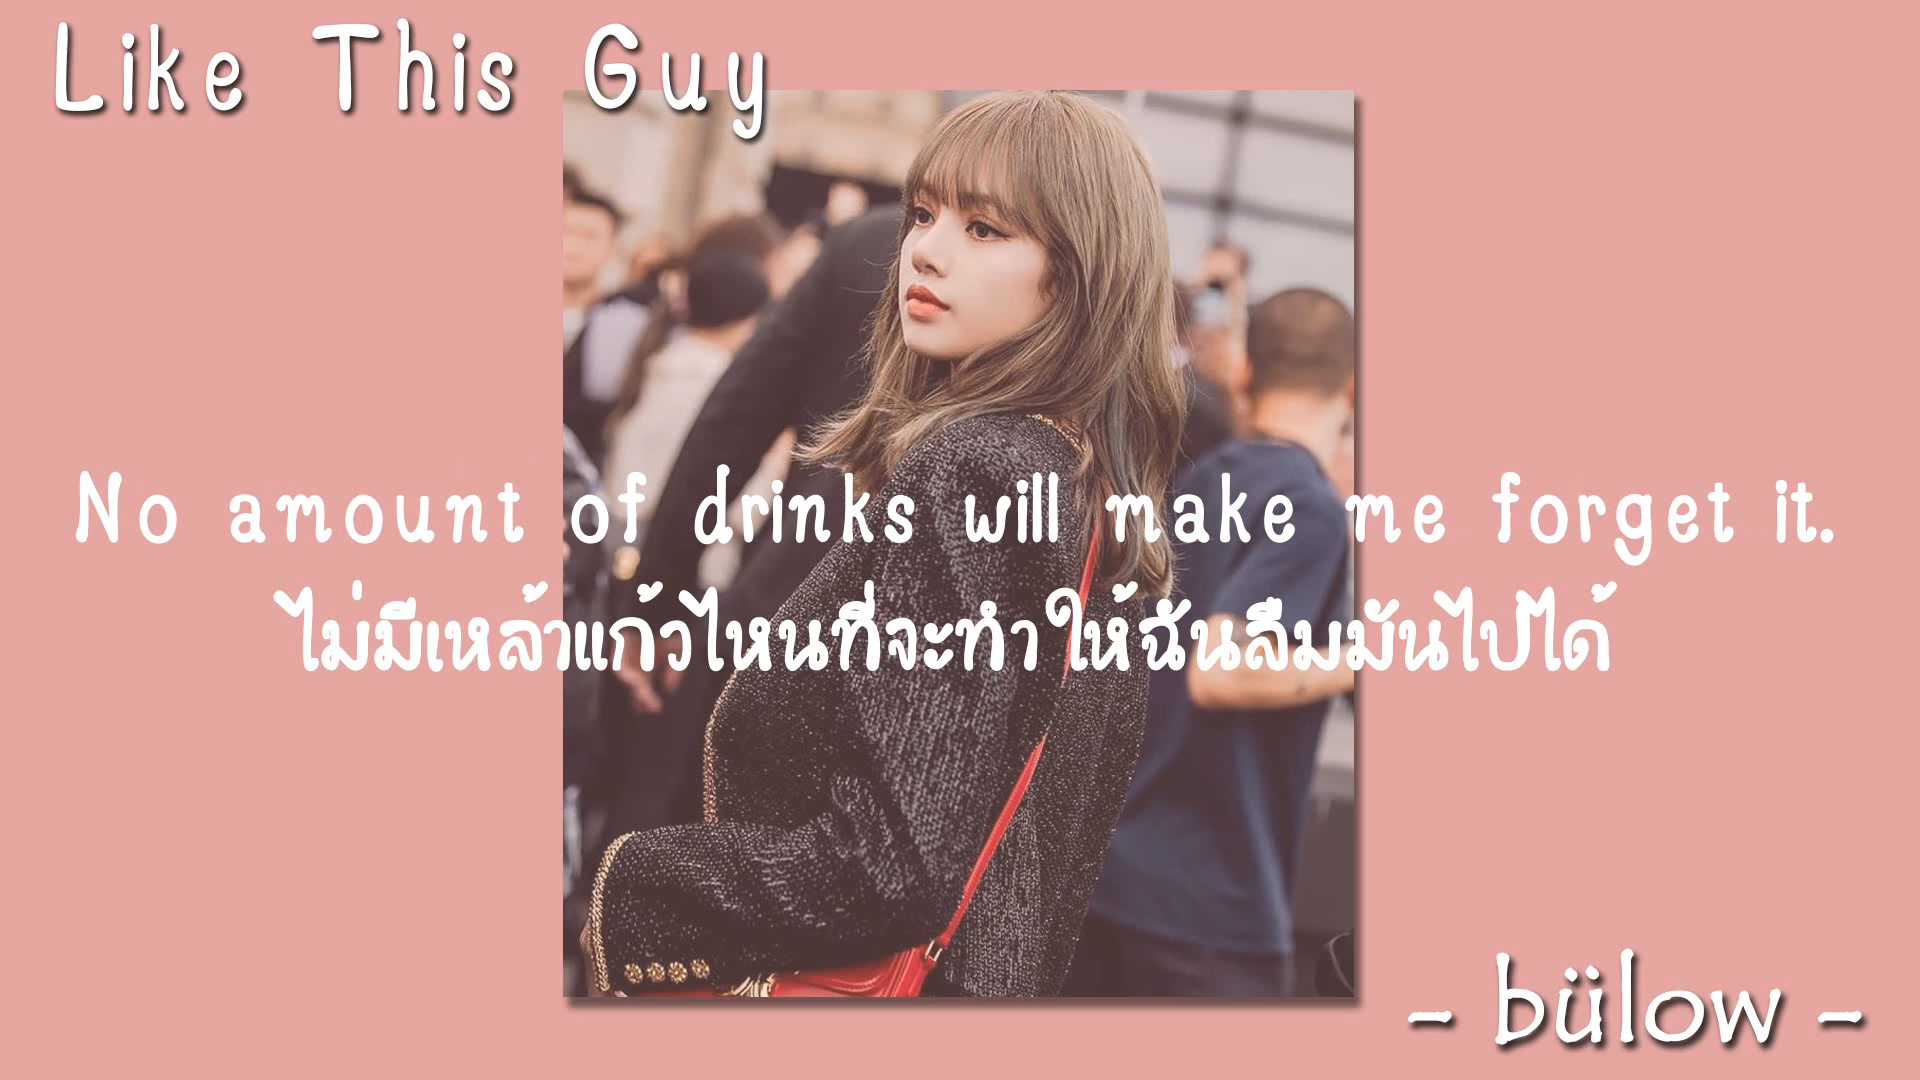 Like This Guy
No amount of drinks will make me forget it.
ไม่มีเหล้าแก้วไหนที่จะทำให้ฉันลืมมันไปได้
- bülow -